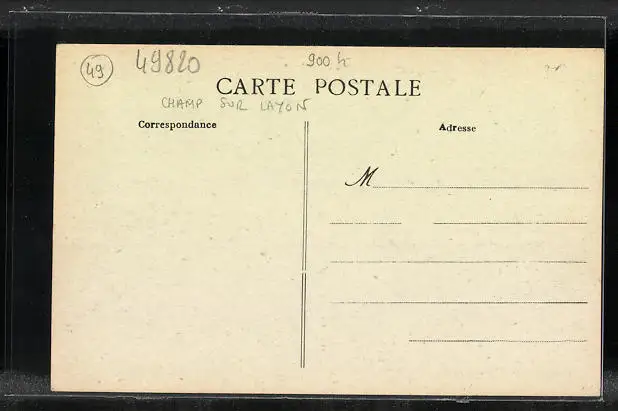 49 49820 900 h
CARTE POSTALE
CHAMP SUR LAYON
Correspondance Adresse
M